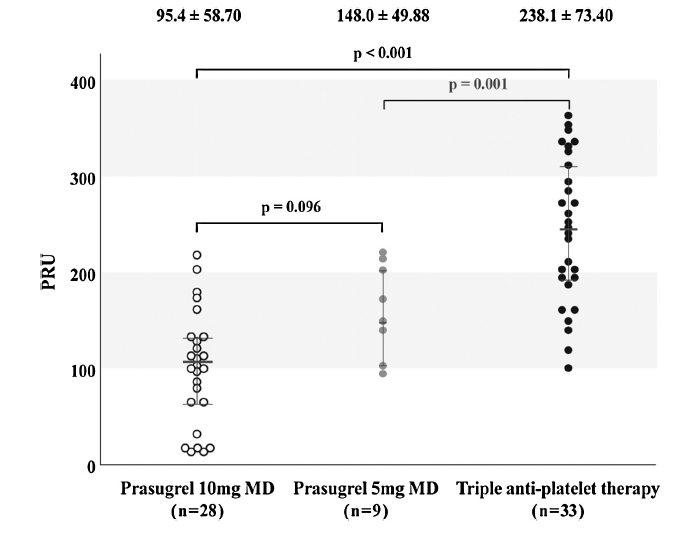 95.4 ± 58.70 148.0 ± 49.88 238.1 ± 73.40
p < 0.001
400
p = 0.001
300
p = 0.096
PRU
200
100
0
Prasugrel 10mg MD Prasugrel 5mg MD Triple anti-platelet therapy
(n=28) (n=9) (n=33)